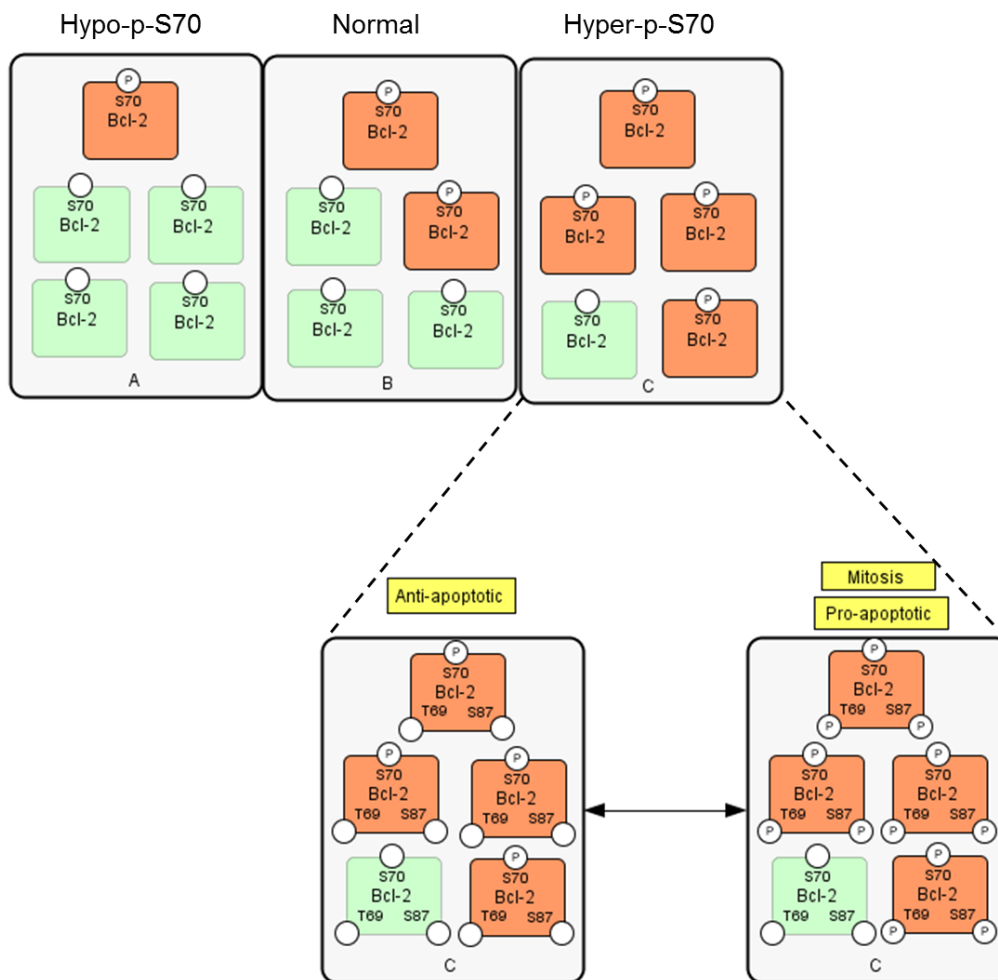 Hypo-p-S70
Normal
Hyper-p-S70
P
S70
Bcl-2
S70
Bcl-2
S70
Bcl-2
S70
Bcl-2
S70
Bcl-2
A
P
S70
Bcl-2
S70
Bcl-2
P
S70
Bcl-2
S70
Bcl-2
S70
Bcl-2
B
P
S70
Bcl-2
P
S70
Bcl-2
P
S70
Bcl-2
S70
Bcl-2
P
S70
Bcl-2
C
Anti-apoptotic
P
S70
Bcl-2
T69 S87
P
S70
Bcl-2
T69 S87
P
S70
Bcl-2
T69 S87
S70
Bcl-2
T69 S87
P
S70
Bcl-2
T69 S87
C
Mitosis
Pro-apoptotic
P
S70
Bcl-2
T69 S87
P P
P
S70
Bcl-2
T69 S87
P P
P
S70
Bcl-2
T69 S87
P P
S70
Bcl-2
T69 S87
P
S70
Bcl-2
T69 S87
P P
C